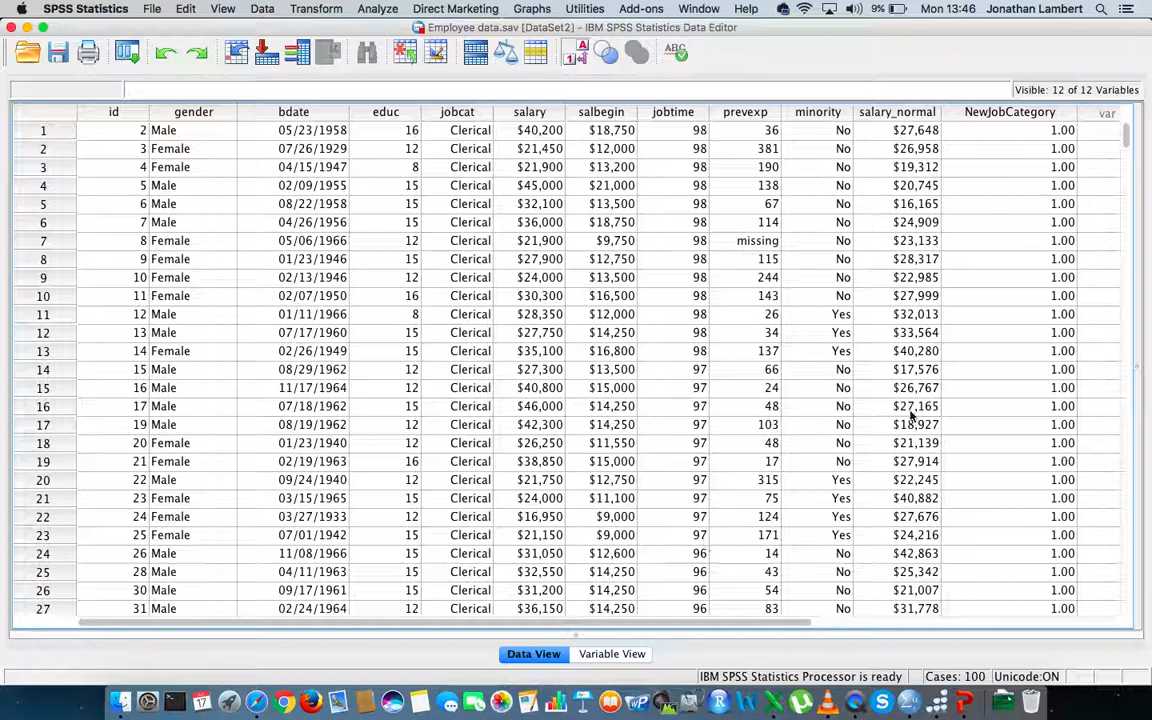 SPSS Statistics File Edit View Data Transform Analyze Direct Marketing Graphs Utilities Add-ons Window Help 9% Mon 13:46 Jonathan Lambert
Employee data.sav [DataSet2] - IBM SPSS Statistics Data Editor
Visible: 12 of 12 Variables
id gender bdate educ jobcat salary salbegin jobtime prevexp minority salary_normal NewJobCategory var
1 2 Male 05/23/1958 16 Clerical $40,200 $18,750 98 36 No $27,648 1.00
2 3 Female 07/26/1929 12 Clerical $21,450 $12,000 98 381 No $26,958 1.00
3 4 Female 04/15/1947 8 Clerical $21,900 $13,200 98 190 No $19,312 1.00
4 5 Male 02/09/1955 15 Clerical $45,000 $21,000 98 138 No $20,745 1.00
5 6 Male 08/22/1958 15 Clerical $32,100 $13,500 98 67 No $16,165 1.00
6 7 Male 04/26/1956 15 Clerical $36,000 $18,750 98 114 No $24,909 1.00
7 8 Female 05/06/1966 12 Clerical $21,900 $9,750 98 missing No $23,133 1.00
8 9 Female 01/23/1946 15 Clerical $27,900 $12,750 98 115 No $28,317 1.00
9 10 Female 02/13/1946 12 Clerical $24,000 $13,500 98 244 No $22,985 1.00
10 11 Female 02/07/1950 16 Clerical $30,300 $16,500 98 143 No $27,999 1.00
11 12 Male 01/11/1966 8 Clerical $28,350 $12,000 98 26 Yes $32,013 1.00
12 13 Male 07/17/1960 15 Clerical $27,750 $14,250 98 34 Yes $33,564 1.00
13 14 Female 02/26/1949 15 Clerical $35,100 $16,800 98 137 Yes $40,280 1.00
14 15 Male 08/29/1962 12 Clerical $27,300 $13,500 97 66 No $17,576 1.00
15 16 Male 11/17/1964 12 Clerical $40,800 $15,000 97 24 No $26,767 1.00
16 17 Male 07/18/1962 15 Clerical $46,000 $14,250 97 48 No $27,165 1.00
17 19 Male 08/19/1962 12 Clerical $42,300 $14,250 97 103 No $18,927 1.00
18 20 Female 01/23/1940 12 Clerical $26,250 $11,550 97 48 No $21,139 1.00
19 21 Female 02/19/1963 16 Clerical $38,850 $15,000 97 17 No $27,914 1.00
20 22 Male 09/24/1940 12 Clerical $21,750 $12,750 97 315 Yes $22,245 1.00
21 23 Female 03/15/1965 15 Clerical $24,000 $11,100 97 75 Yes $40,882 1.00
22 24 Female 03/27/1933 12 Clerical $16,950 $9,000 97 124 Yes $27,676 1.00
23 25 Female 07/01/1942 15 Clerical $21,150 $9,000 97 171 Yes $24,216 1.00
24 26 Male 11/08/1966 15 Clerical $31,050 $12,600 96 14 No $42,863 1.00
25 28 Male 04/11/1963 15 Clerical $32,550 $14,250 96 43 No $25,342 1.00
26 30 Male 09/17/1961 15 Clerical $31,200 $14,250 96 54 No $21,007 1.00
27 31 Male 02/24/1964 12 Clerical $36,150 $14,250 96 83 No $31,778 1.00
Data View Variable View
IBM SPSS Statistics Processor is ready Cases: 100 Unicode:ON